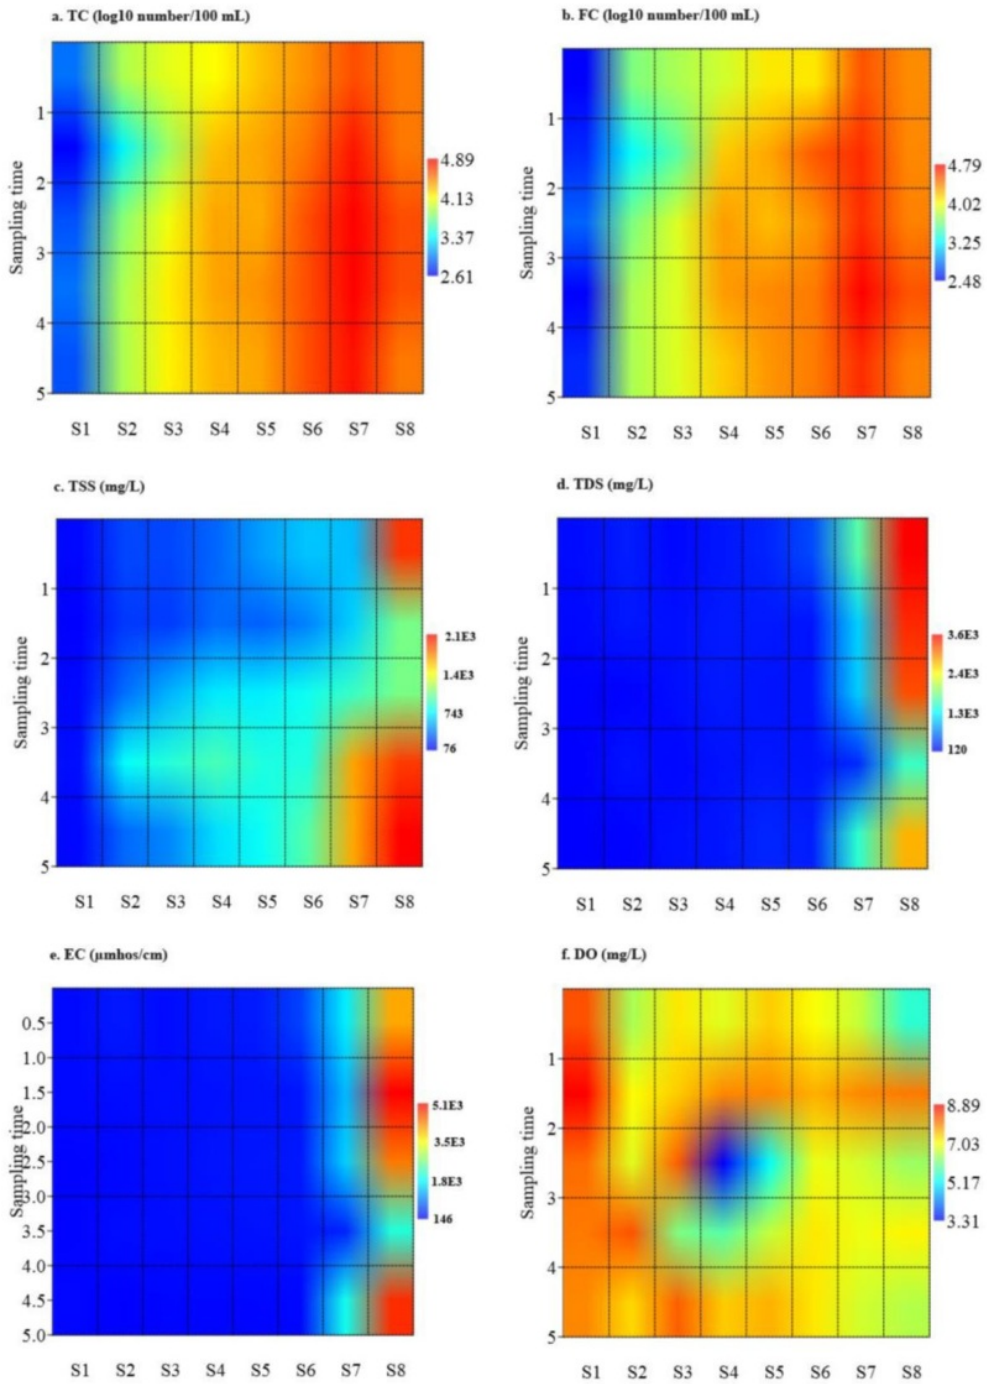 a. TC (log10 number/100 mL)
Sampling time
1
2
3
4
5
S1 S2 S3 S4 S5 S6 S7 S8
4.89
4.13
3.37
2.61
b. FC (log10 number/100 mL)
Sampling time
1
2
3
4
5
S1 S2 S3 S4 S5 S6 S7 S8
4.79
4.02
3.25
2.48
c. TSS (mg/L)
Sampling time
1
2
3
4
5
S1 S2 S3 S4 S5 S6 S7 S8
2.1E3
1.4E3
743
76
d. TDS (mg/L)
Sampling time
1
2
3
4
5
S1 S2 S3 S4 S5 S6 S7 S8
3.6E3
2.4E3
1.3E3
120
e. EC (µmhos/cm)
Sampling time
0.5
1.0
1.5
2.0
2.5
3.0
3.5
4.0
4.5
5.0
S1 S2 S3 S4 S5 S6 S7 S8
5.1E3
3.5E3
1.8E3
146
f. DO (mg/L)
Sampling time
1
2
3
4
5
S1 S2 S3 S4 S5 S6 S7 S8
8.89
7.03
5.17
3.31